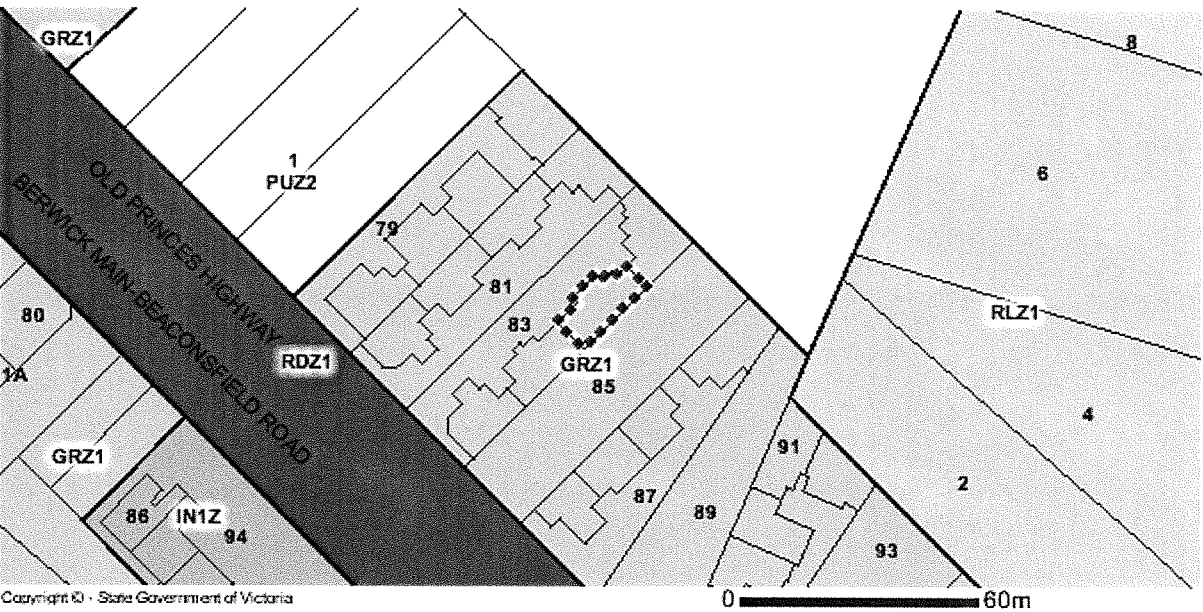 GRZ1
8
1
PUZ2
6
OLD PRINCES HIGHWAY
BERWICK MAIN-BEACONSFIELD ROAD
79
81
80
83
RLZ1
RDZ1
GRZ1
1A
85
4
91
GRZ1
2
87
89
86
IN1Z
94
93
Copyright © - State Government of Victoria
0 60m